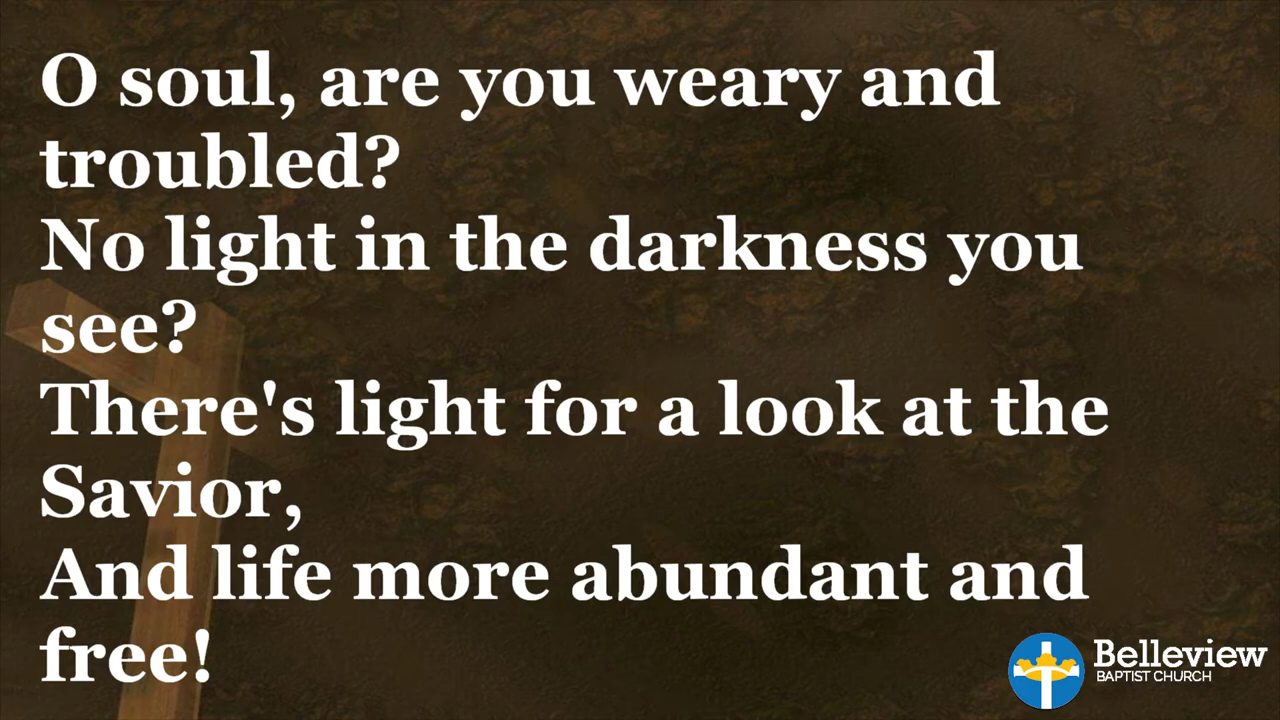 O soul, are you weary and
troubled?
No light in the darkness you
see?
There's light for a look at the
Savior,
And life more abundant and
free!
Belleview
BAPTIST CHURCH